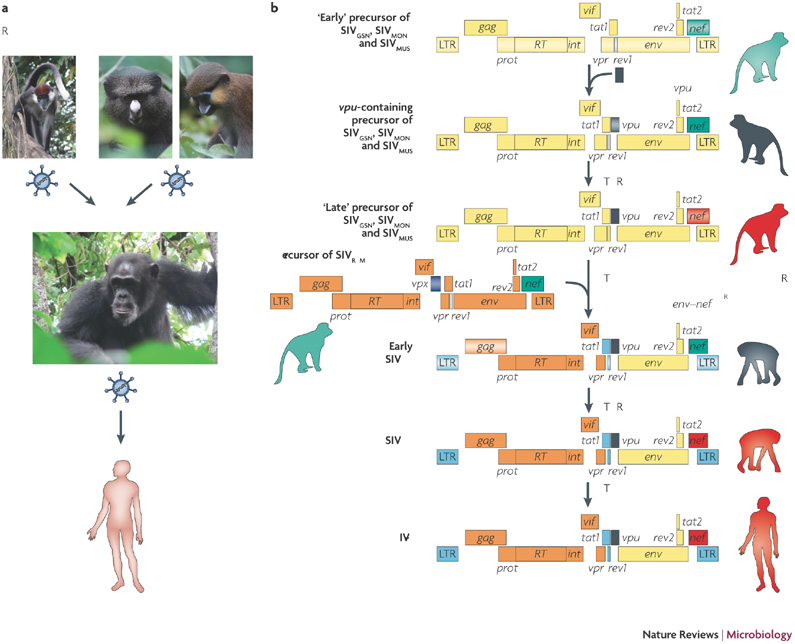 a
R
b
'Early' precursor of
SIVGSN, SIVMON
and SIVMUS
LTR gag prot RT int vif vpr tat1 rev1 env rev2 tat2 nef LTR
vpu
vpu-containing
precursor of
SIVGSN, SIVMON
and SIVMUS
LTR gag prot RT int vif vpr tat1 rev1 vpu env rev2 tat2 nef LTR
T R
'Late' precursor of
SIVGSN, SIVMON
and SIVMUS
LTR gag prot RT int vif vpr tat1 rev1 vpu env rev2 tat2 nef LTR
R
ecursor of SIVR M
LTR gag prot RT int vif vpx vpr tat1 rev1 env rev2 tat2 nef LTR
T
env–nef R
Early
SIV
LTR gag prot RT int vif vpr tat1 rev1 vpu env rev2 tat2 nef LTR
T R
SIV
LTR gag prot RT int vif vpr tat1 rev1 vpu env rev2 tat2 nef LTR
T
IV-
LTR gag prot RT int vif vpr tat1 rev1 vpu env rev2 tat2 nef LTR
Nature Reviews | Microbiology